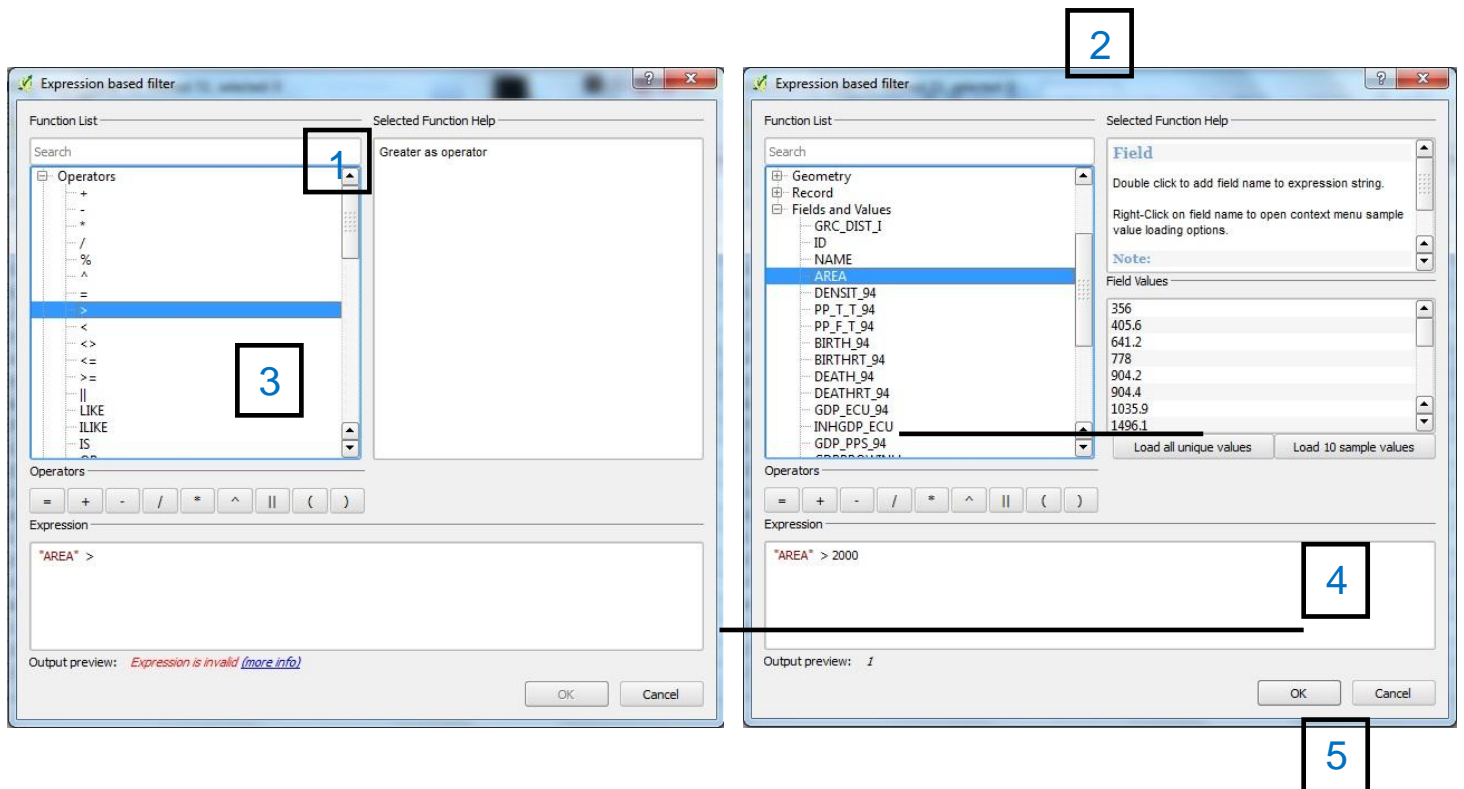 2
Expression based filter
Function List
Selected Function Help
Search
1
Greater as operator
Operators
+
-
*
/
%
^
=
>
<
<>
<=
>=
||
LIKE
ILIKE
IS
3
Operators
= + - / * ^ || ( )
Expression
"AREA" >
Output preview: Expression is invalid (more info)
OK Cancel
Expression based filter
Function List
Selected Function Help
Search
Geometry
Record
Fields and Values
GRC_DIST_I
ID
NAME
AREA
DENSIT_94
PP_T_T_94
PP_F_T_94
BIRTH_94
BIRTHRT_94
DEATH_94
DEATHRT_94
GDP_ECU_94
INHGDP_ECU
GDP_PPS_94
Field
Double click to add field name to expression string.
Right-Click on field name to open context menu sample
value loading options.
Note:
Field Values
356
405.6
641.2
778
904.2
904.4
1035.9
1496.1
Load all unique values Load 10 sample values
Operators
= + - / * ^ || ( )
Expression
"AREA" > 2000
4
Output preview: 1
OK Cancel
5